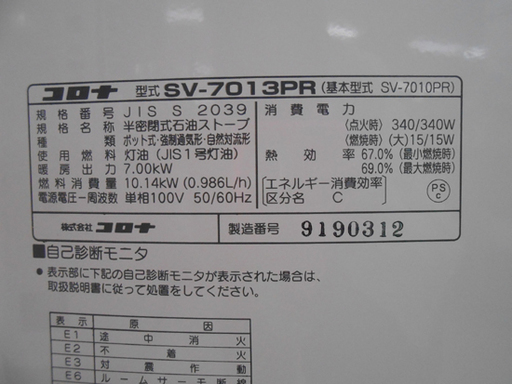 コロナ 型式 SV-7013PR (基本型式 SV-7010PR)
規格番号 JIS S 2039
規格名称 半密閉式石油ストーブ
種類 ポット式・強制通気形・自然対流形
使用燃料 灯油(JIS1号灯油)
暖房出力 7.00kW
燃料消費量 10.14kW (0.986L/h)
電源電圧一周波数 単相100V 50/60Hz
消費電力
(点火時) 340/340W
(燃焼時) (大) 15/15W
熱効率 67.0% (最小燃焼時)
69.0% (最大燃焼時)
[エネルギー消費効率]
区分名 C
PS
C
株式会社 コロナ
製造番号 9190312
■自己診断モニタ
● 表示部に下記の自己診断モニタが表示された場合は、
取扱説明書に従って処置をしてください。
表示 原因
E1 途中消火
E2 不着火
E3 対震作動
E6 ルームサーモ断線